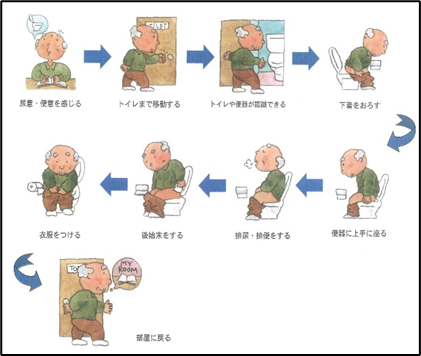 尿意・便意を感じる
トイレまで移動する
トイレや便器が認識できる
下着をおろす
便器に上手に座る
排尿・排便をする
後始末をする
衣服をつける
MY
ROOM
部屋に戻る